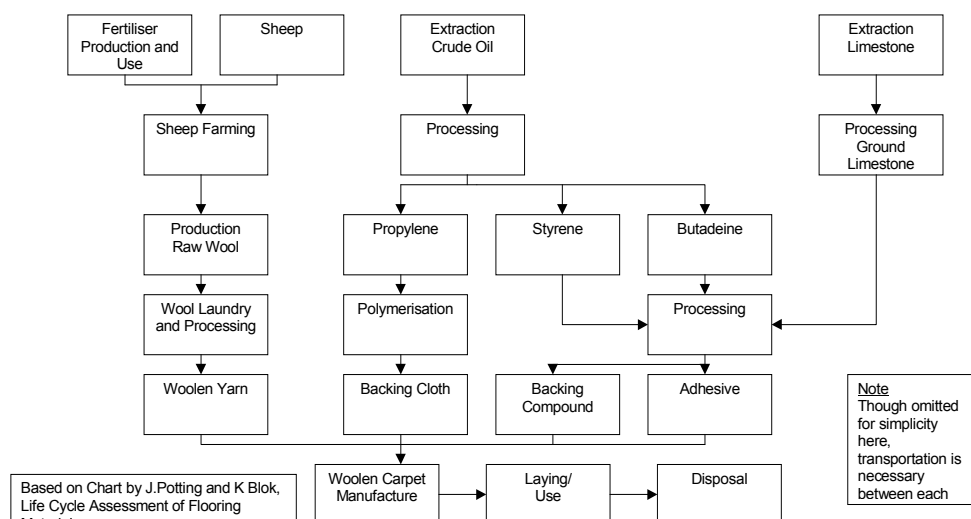 Fertiliser
Production and
Use
Sheep
Extraction
Crude Oil
Extraction
Limestone
Sheep Farming
Processing
Processing
Ground
Limestone
Production
Raw Wool
Propylene
Styrene
Butadeine
Wool Laundry
and Processing
Polymerisation
Processing
Woolen Yarn
Backing Cloth
Backing
Compound
Adhesive
Note
Though omitted
for simplicity
here,
transportation is
necessary
between each
Based on Chart by J.Potting and K Blok,
Life Cycle Assessment of Flooring
Woolen Carpet
Manufacture
Laying/
Use
Disposal